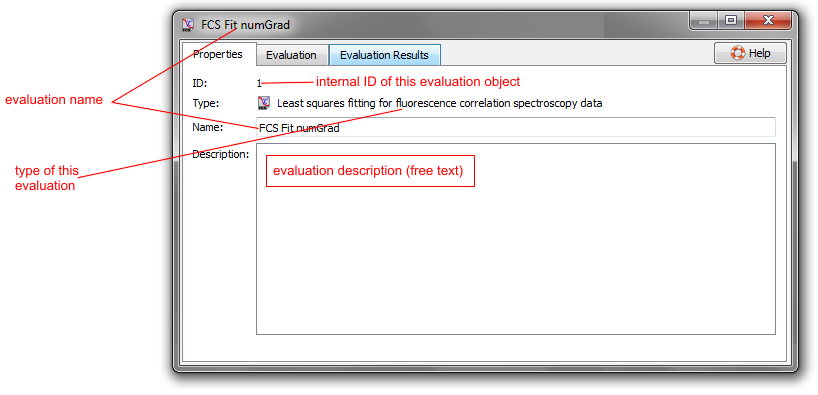 FCS Fit numGrad
Properties
Evaluation
Evaluation Results
Help
ID:
1
internal ID of this evaluation object
evaluation name
Type:
Least squares fitting for fluorescence correlation spectroscopy data
Name:
FCS Fit numGrad
Description:
evaluation description (free text)
type of this
evaluation